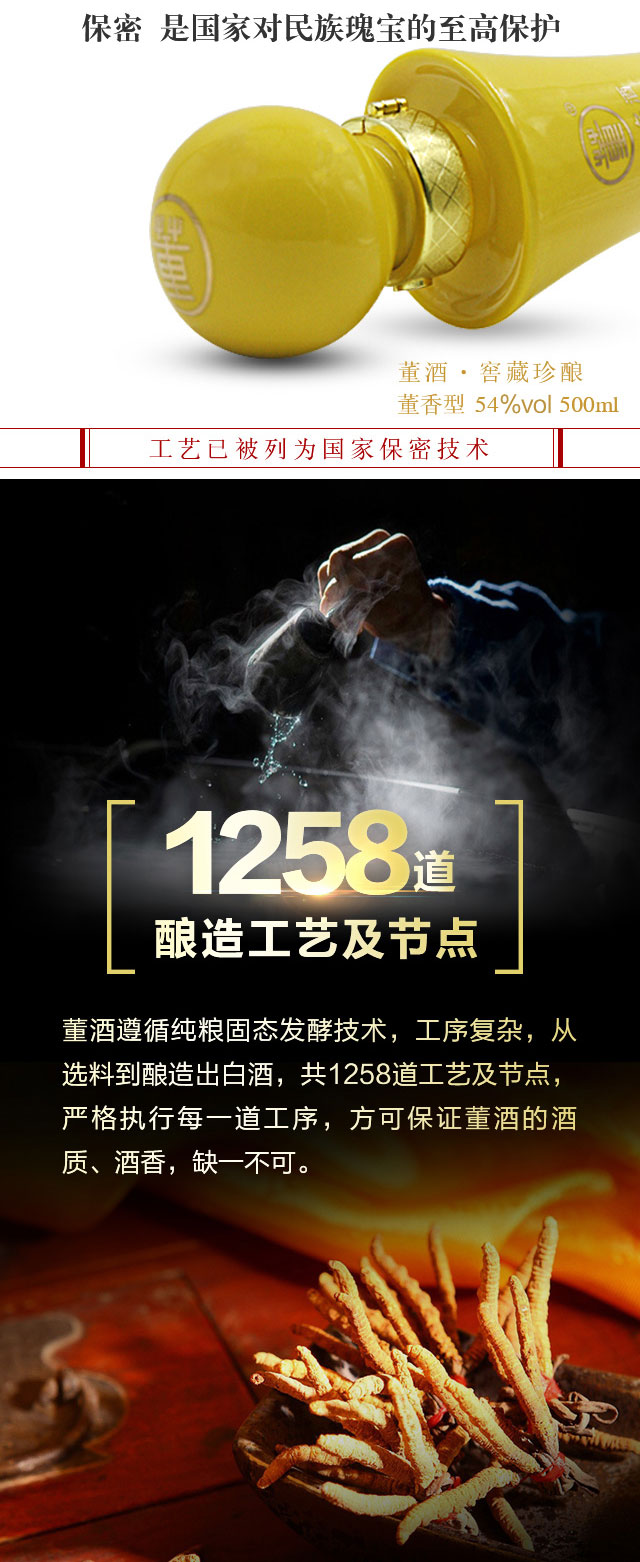 保密 是国家对民族瑰宝的至高保护
董
董酒·窖藏珍酿
董香型 54%vol 500ml
工艺已被列为国家保密技术
1258道
酿造工艺及节点
董酒遵循纯粮固态发酵技术，工序复杂，从
选料到酿造出白酒，共1258道工艺及节点，
严格执行每一道工序，方可保证董酒的酒
质、酒香，缺一不可。